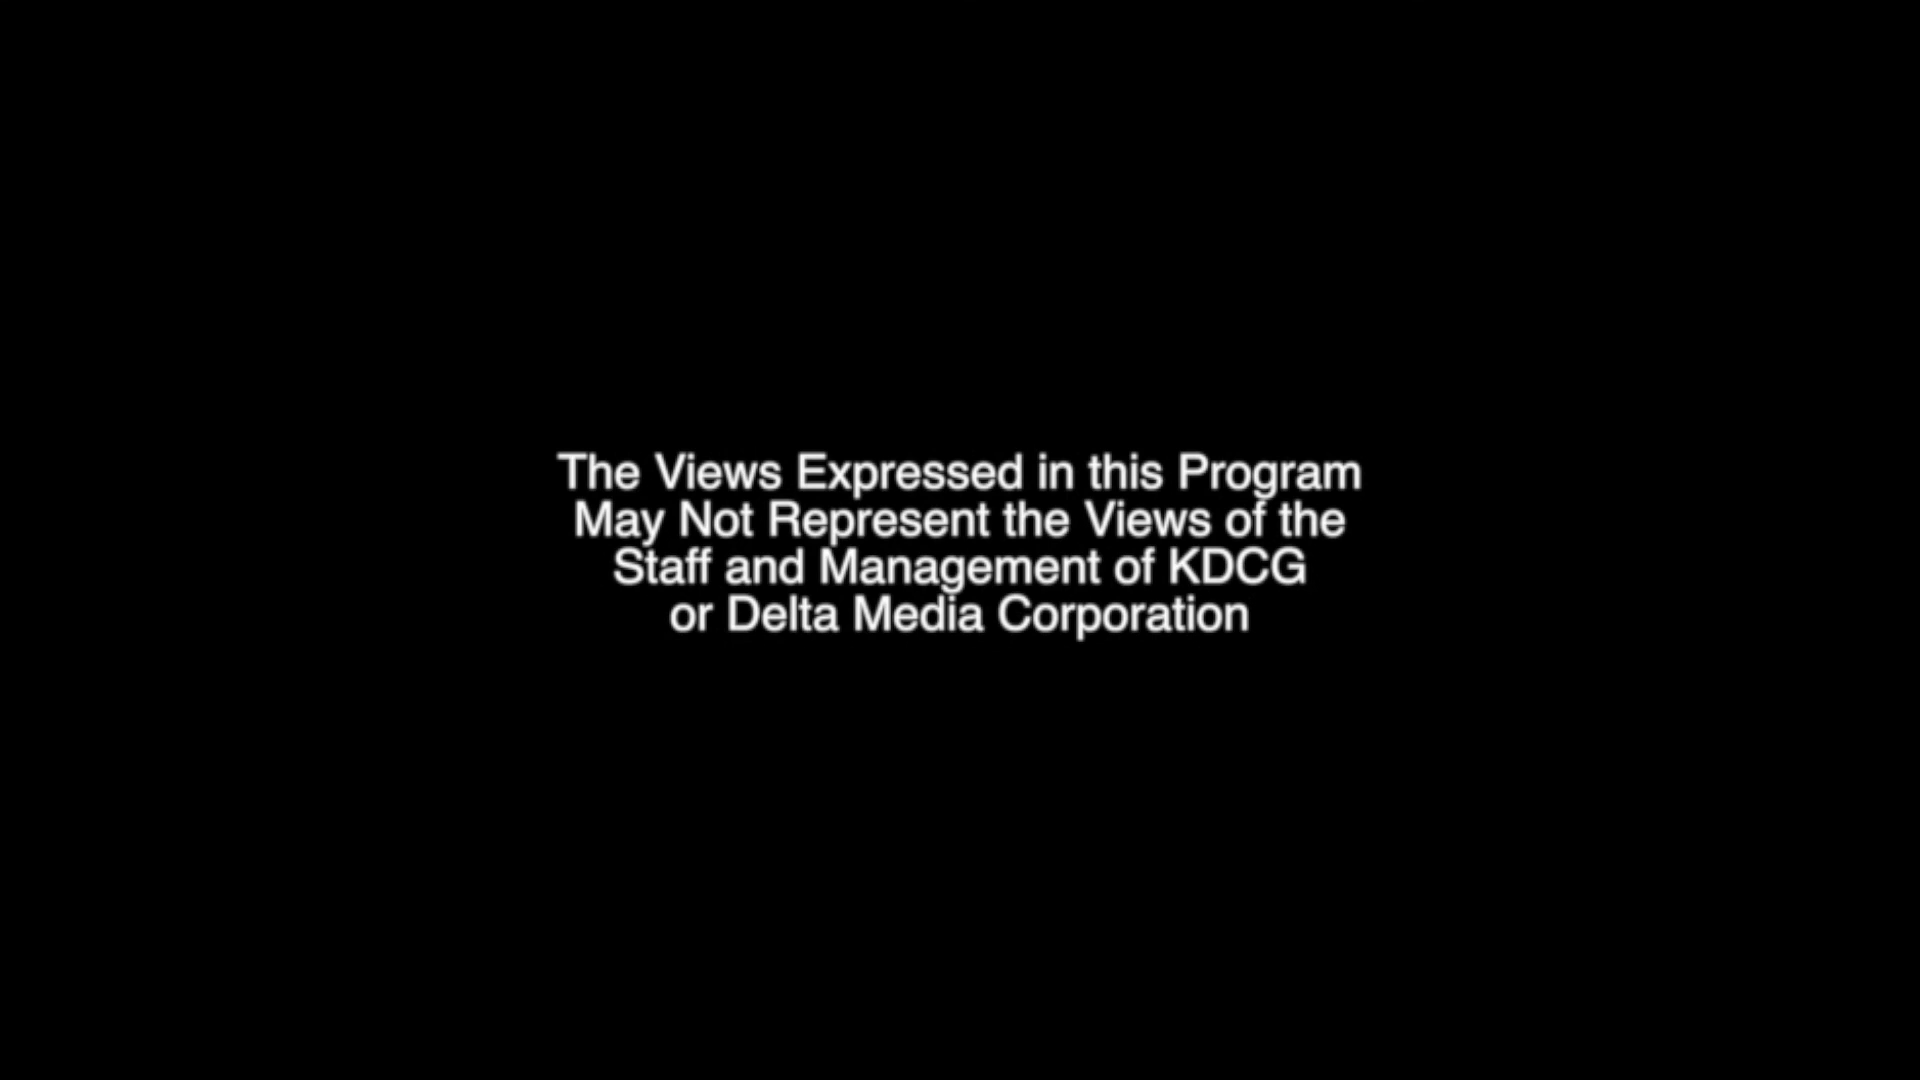 The Views Expressed in this Program
May Not Represent the Views of the
Staff and Management of KDCG
or Delta Media Corporation